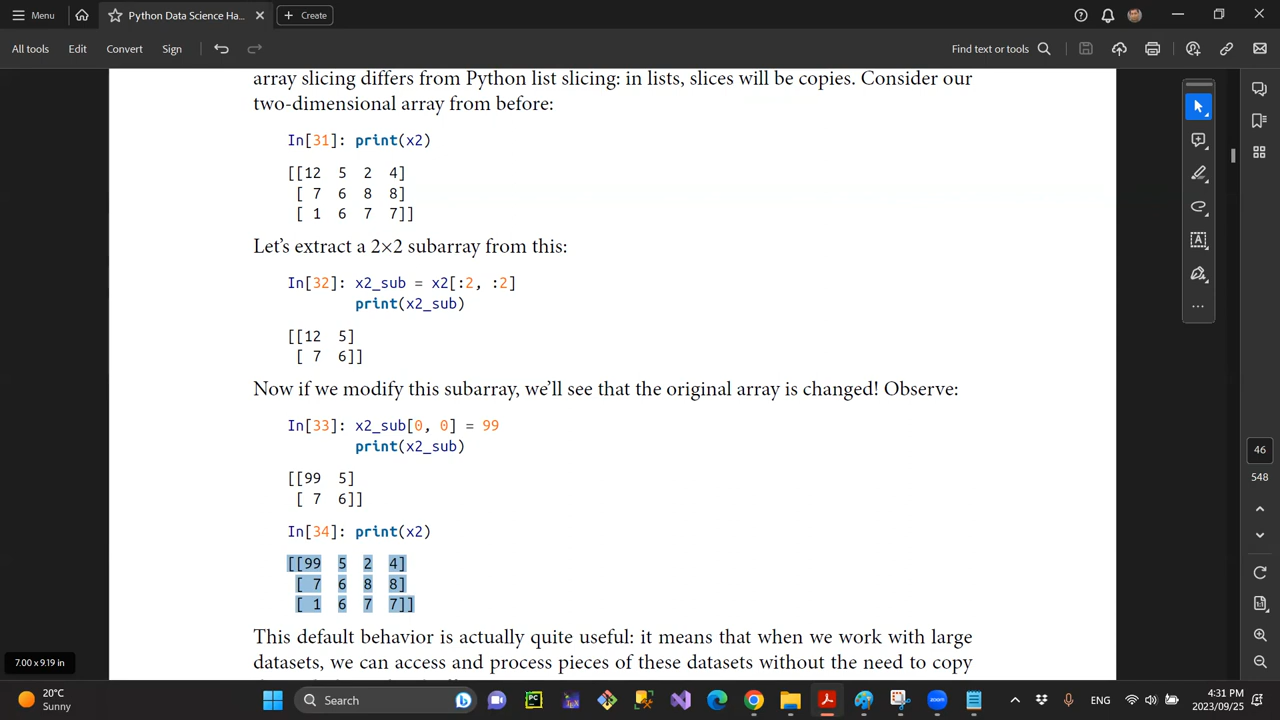 Menu
Python Data Science Ha...
Create
All tools
Edit
Convert
Sign
Find text or tools
array slicing differs from Python list slicing: in lists, slices will be copies. Consider our
two-dimensional array from before:
In[31]: print(x2)
[[12 5 2 4]
[ 7 6 8 8]
[ 1 6 7 7]]
Let's extract a 2×2 subarray from this:
In[32]: x2_sub = x2[:2, :2]
print(x2_sub)
[[12 5]
[ 7 6]]
Now if we modify this subarray, we'll see that the original array is changed! Observe:
In[33]: x2_sub[0, 0] = 99
print(x2_sub)
[[99 5]
[ 7 6]]
In[34]: print(x2)
[[99 5 2 4]
[ 7 6 8 8]
[ 1 6 7 7]]
This default behavior is actually quite useful: it means that when we work with large
datasets, we can access and process pieces of these datasets without the need to copy
46
548
7.00 x 9.19 in
20°C
Sunny
Search
PC
zoom
ENG
4:31 PM
2023/09/25